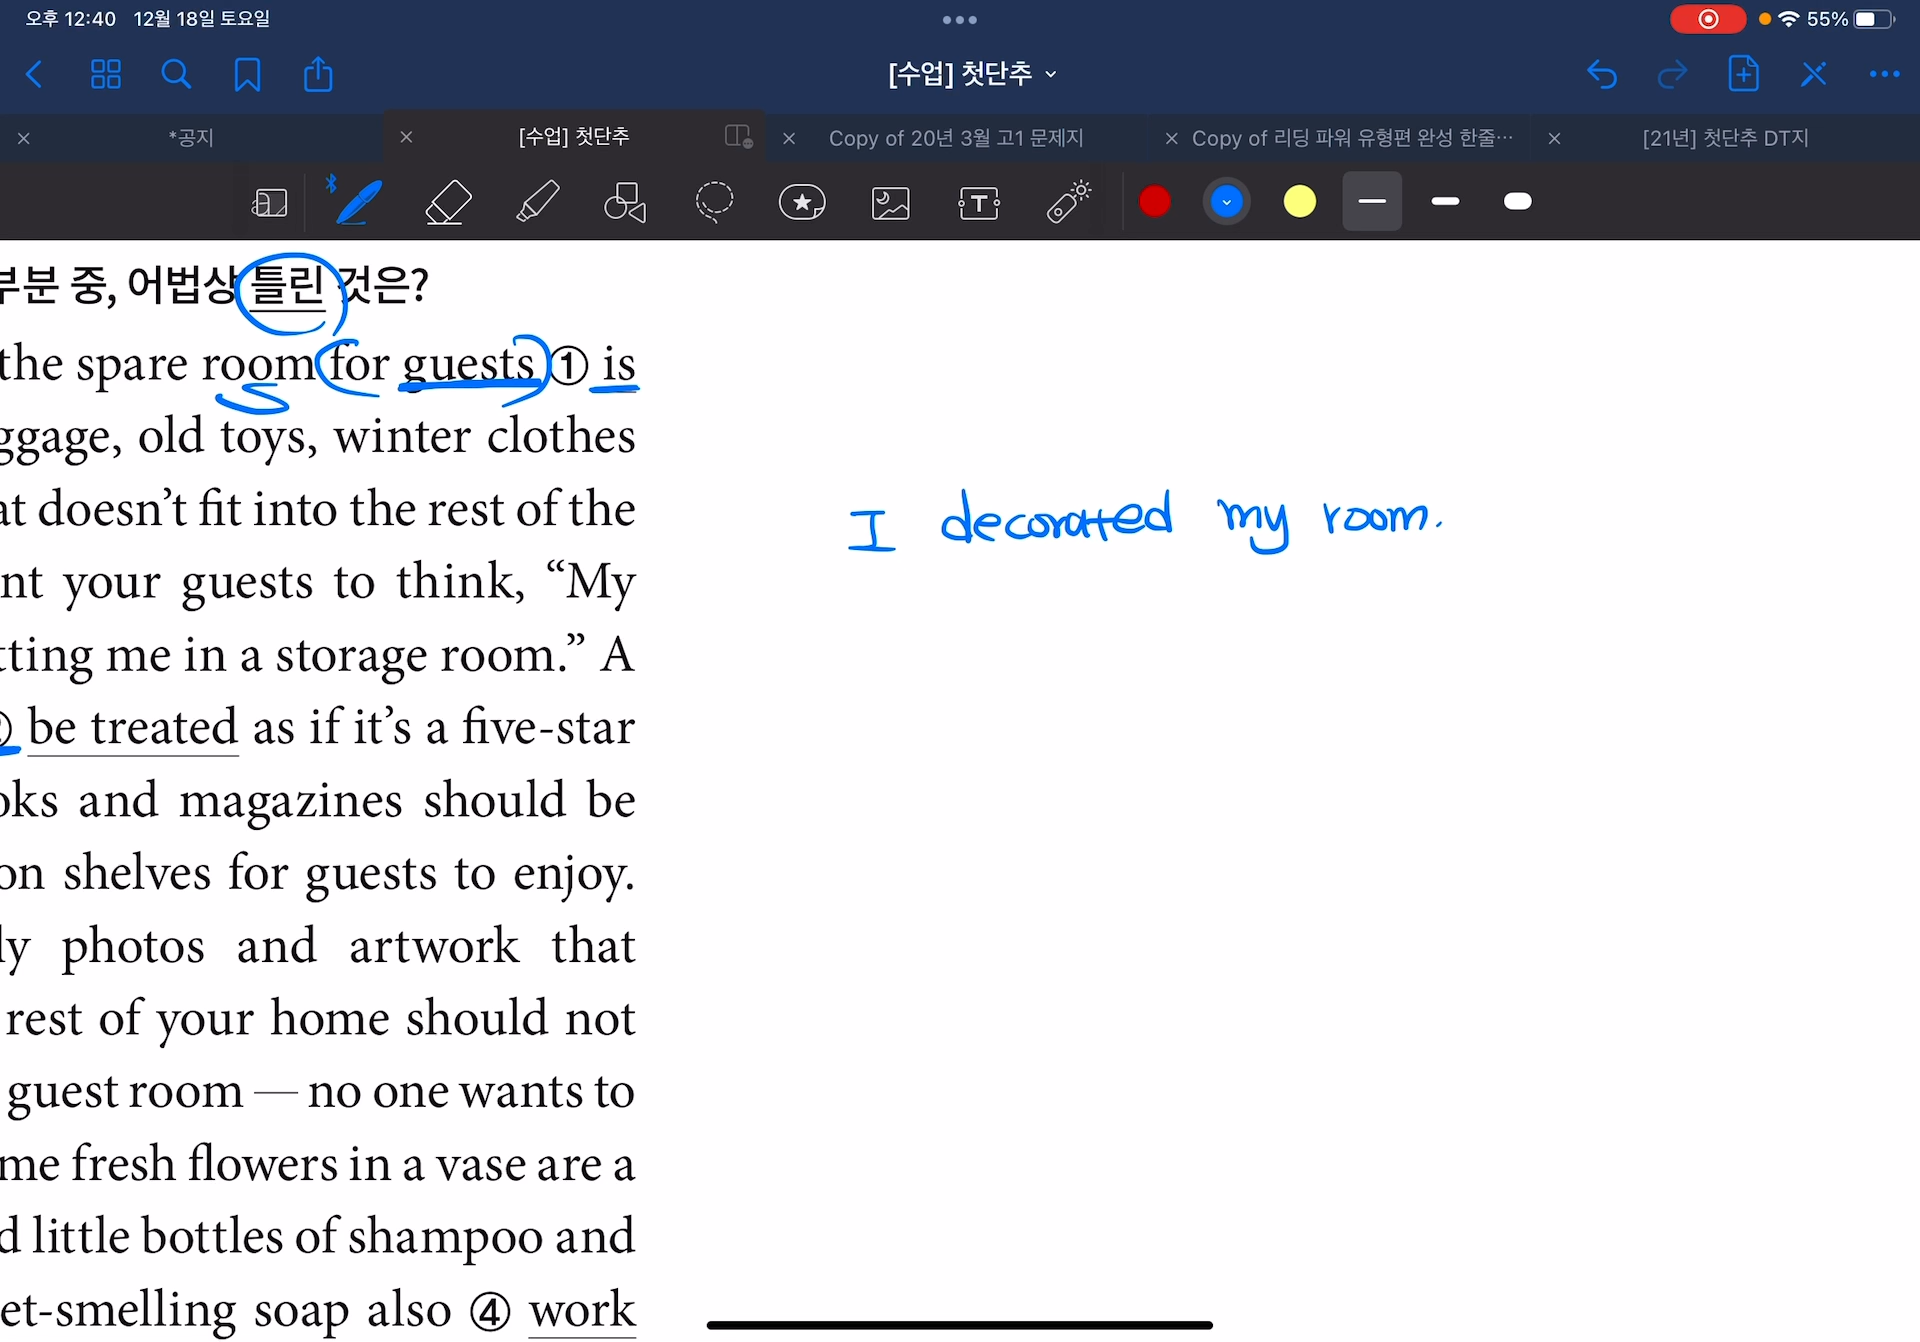 오후 12:40 12월 18일 토요일
55%
[수업] 첫단추
*공지
[수업] 첫단추
Copy of 20년 3월 고1 문제지
Copy of 리딩 파워 유형편 완성 한줄…
[21년] 첫단추 DT지
부분 중, 어법상 틀린 것은?
the spare room for guests ① is
ggage, old toys, winter clothes
at doesn’t fit into the rest of the
nt your guests to think, “My
tting me in a storage room.” A
② be treated as if it’s a five-star
oks and magazines should be
on shelves for guests to enjoy.
ly photos and artwork that
rest of your home should not
guest room — no one wants to
me fresh flowers in a vase are a
d little bottles of shampoo and
et-smelling soap also ④ work
I decorated my room.